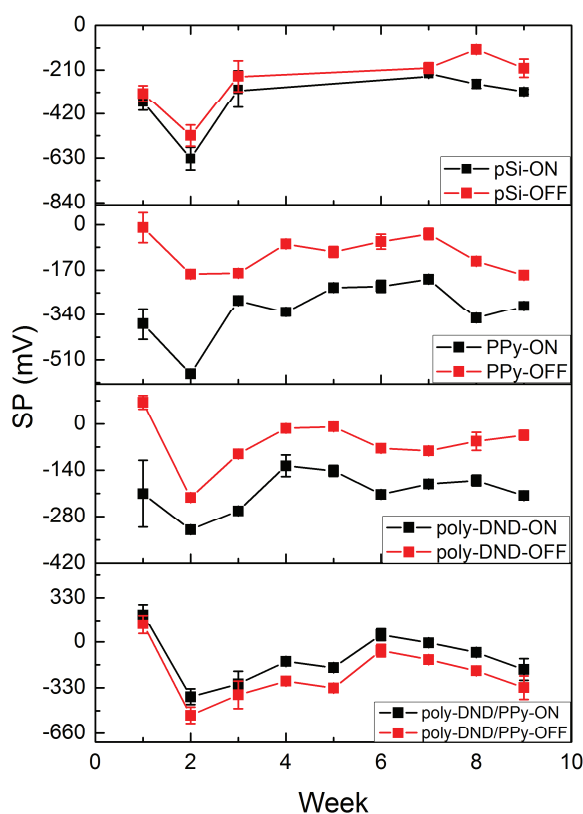 0
-210
-420
-630
-840
pSi-ON
pSi-OFF
0
-170
-340
-510
PPy-ON
PPy-OFF
0
-140
-280
-420
poly-DND-ON
poly-DND-OFF
330
0
-330
-660
poly-DND/PPy-ON
poly-DND/PPy-OFF
SP (mV)
0 2 4 6 8 10
Week